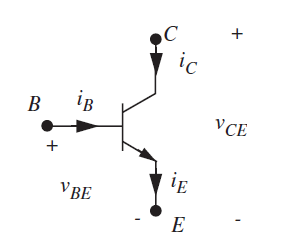 C +
i_C
B i_B
v_CE
+
v_BE i_E
- E -